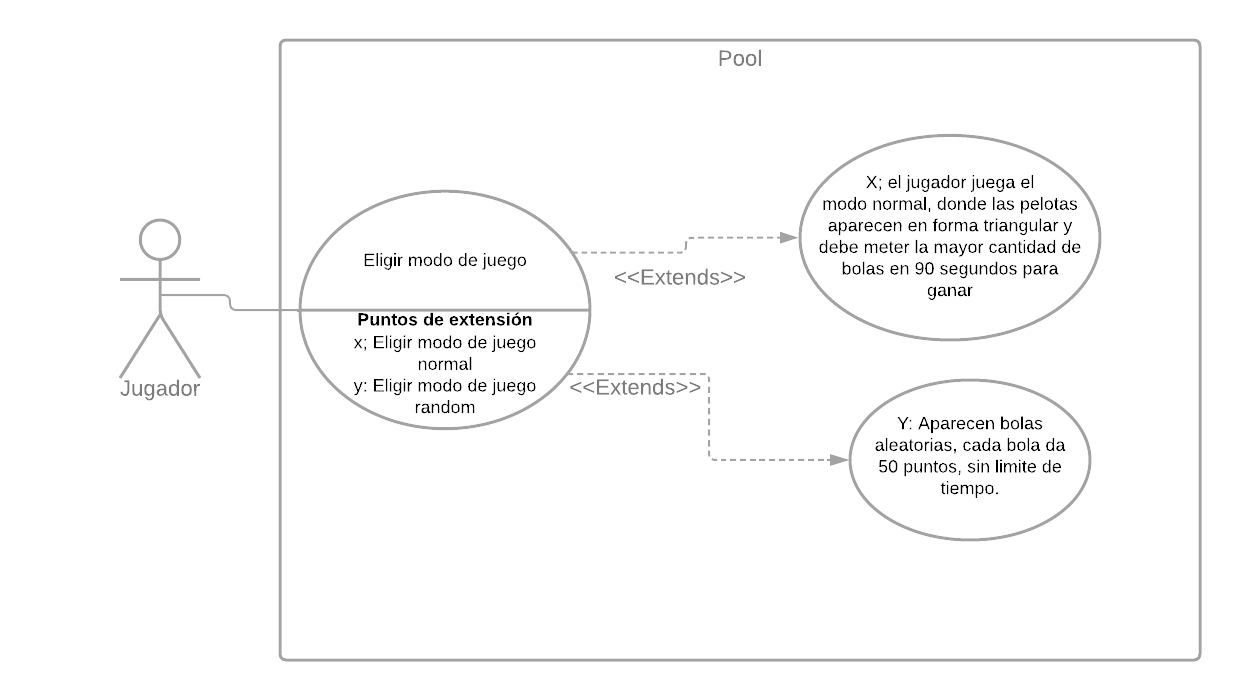 Pool
X; el jugador juega el
modo normal, donde las pelotas
aparecen en forma triangular y
debe meter la mayor cantidad de
bolas en 90 segundos para
ganar
Eligir modo de juego
<<Extends>>
Puntos de extensión
x; Eligir modo de juego
normal
y: Eligir modo de juego
random
<<Extends>>
Jugador
Y: Aparecen bolas
aleatorias, cada bola da
50 puntos, sin limite de
tiempo.